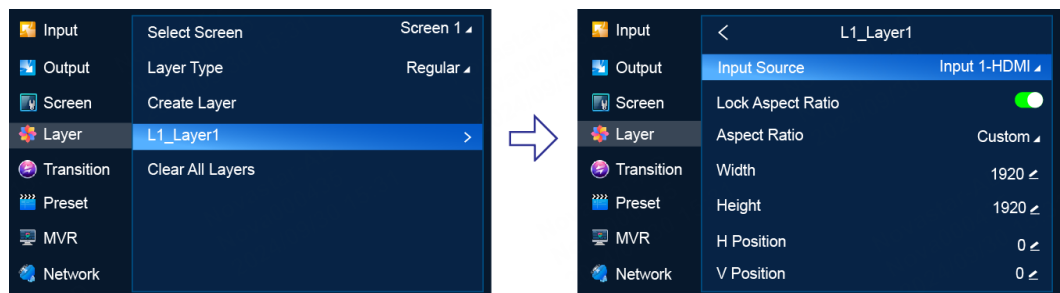 Input
Select Screen Screen 1
Output
Layer Type Regular
Screen
Create Layer
Layer
L1_Layer1 >
Transition
Clear All Layers
Preset
MVR
Network
Input
< L1_Layer1
Output
Input Source Input 1-HDMI
Screen
Lock Aspect Ratio
Layer
Aspect Ratio Custom
Transition
Width 1920
Preset
Height 1920
MVR
H Position 0
Network
V Position 0